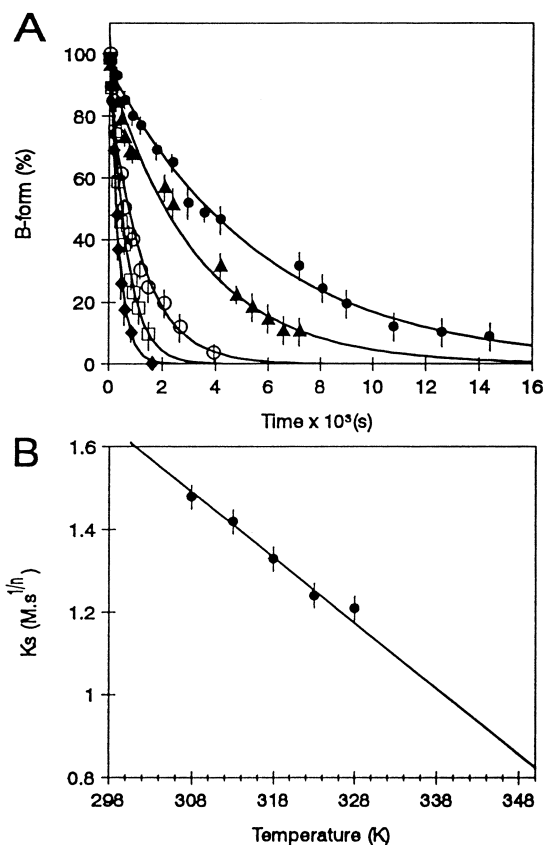 A
100
80
60
40
20
0
B-form (%)
0 2 4 6 8 10 12 14 16
Time x 10³(s)
B
1.6
1.4
1.2
1
0.8
Ks (M.s^1/n)
298 308 318 328 338 348
Temperature (K)